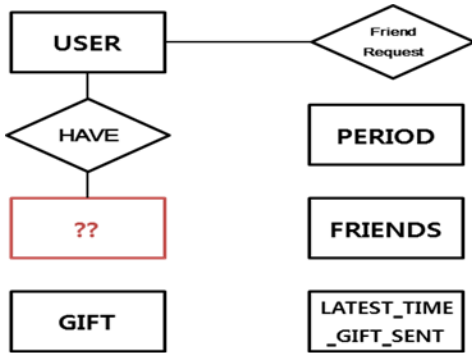 USER
Friend
Request
HAVE
PERIOD
??
FRIENDS
GIFT
LATEST_TIME
_GIFT_SENT